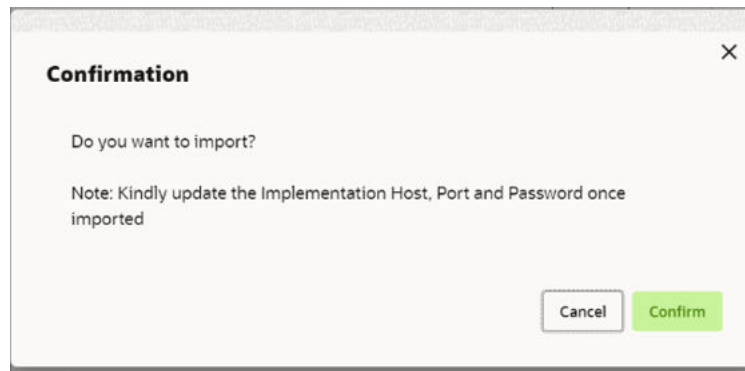 Confirmation
Do you want to import?
Note: Kindly update the Implementation Host, Port and Password once
imported
Cancel Confirm